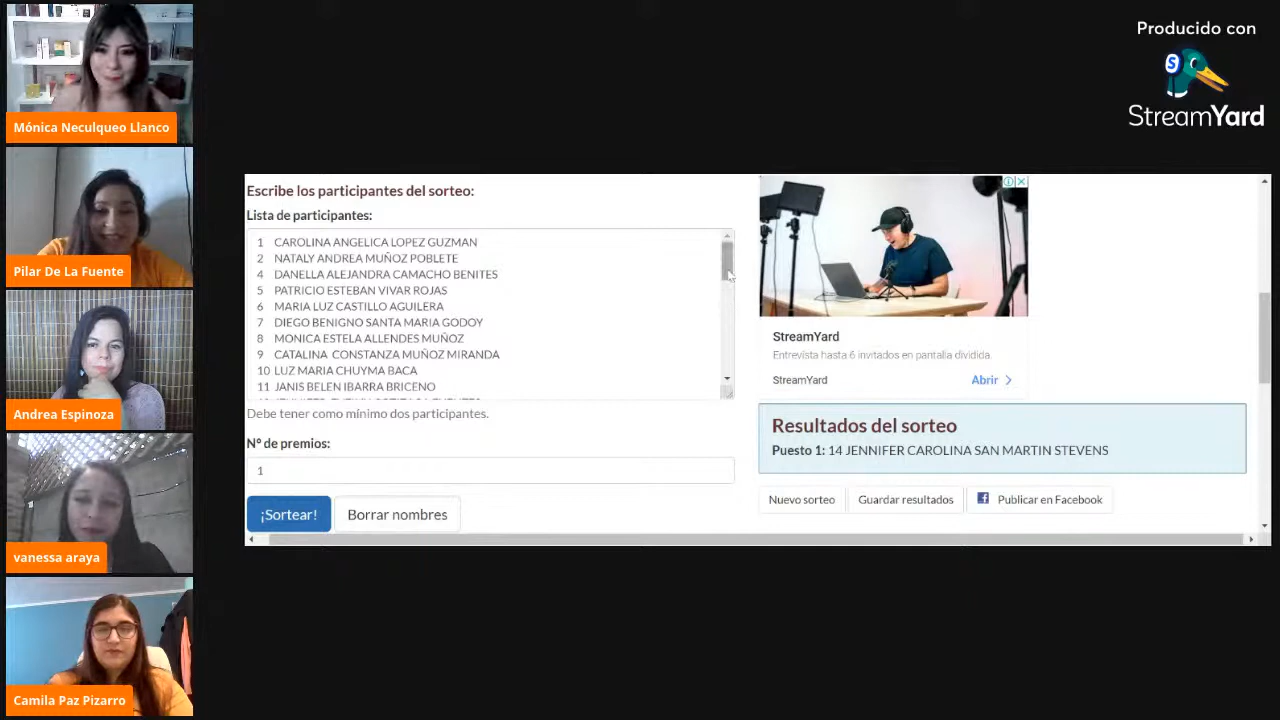 Mónica Neculqueo Llanco
Pilar De La Fuente
Andrea Espinoza
vanessa araya
Camila Paz Pizarro
Producido con
StreamYard
Escribe los participantes del sorteo:
Lista de participantes:
1 CAROLINA ANGELICA LOPEZ GUZMAN
2 NATALY ANDREA MUÑOZ POBLETE
4 DANELLA ALEJANDRA CAMACHO BENITES
5 PATRICIO ESTEBAN VIVAR ROJAS
6 MARIA LUZ CASTILLO AGUILERA
7 DIEGO BENIGNO SANTA MARIA GODOY
8 MONICA ESTELA ALLENDES MUÑOZ
9 CATALINA CONSTANZA MUÑOZ MIRANDA
10 LUZ MARIA CHUYMA BACA
11 JANIS BELEN IBARRA BRICENO
Debe tener como mínimo dos participantes.
N° de premios:
1
¡Sortear!
Borrar nombres
StreamYard
Entrevista hasta 6 invitados en pantalla dividida.
StreamYard
Abrir
Resultados del sorteo
Puesto 1: 14 JENNIFER CAROLINA SAN MARTIN STEVENS
Nuevo sorteo
Guardar resultados
Publicar en Facebook